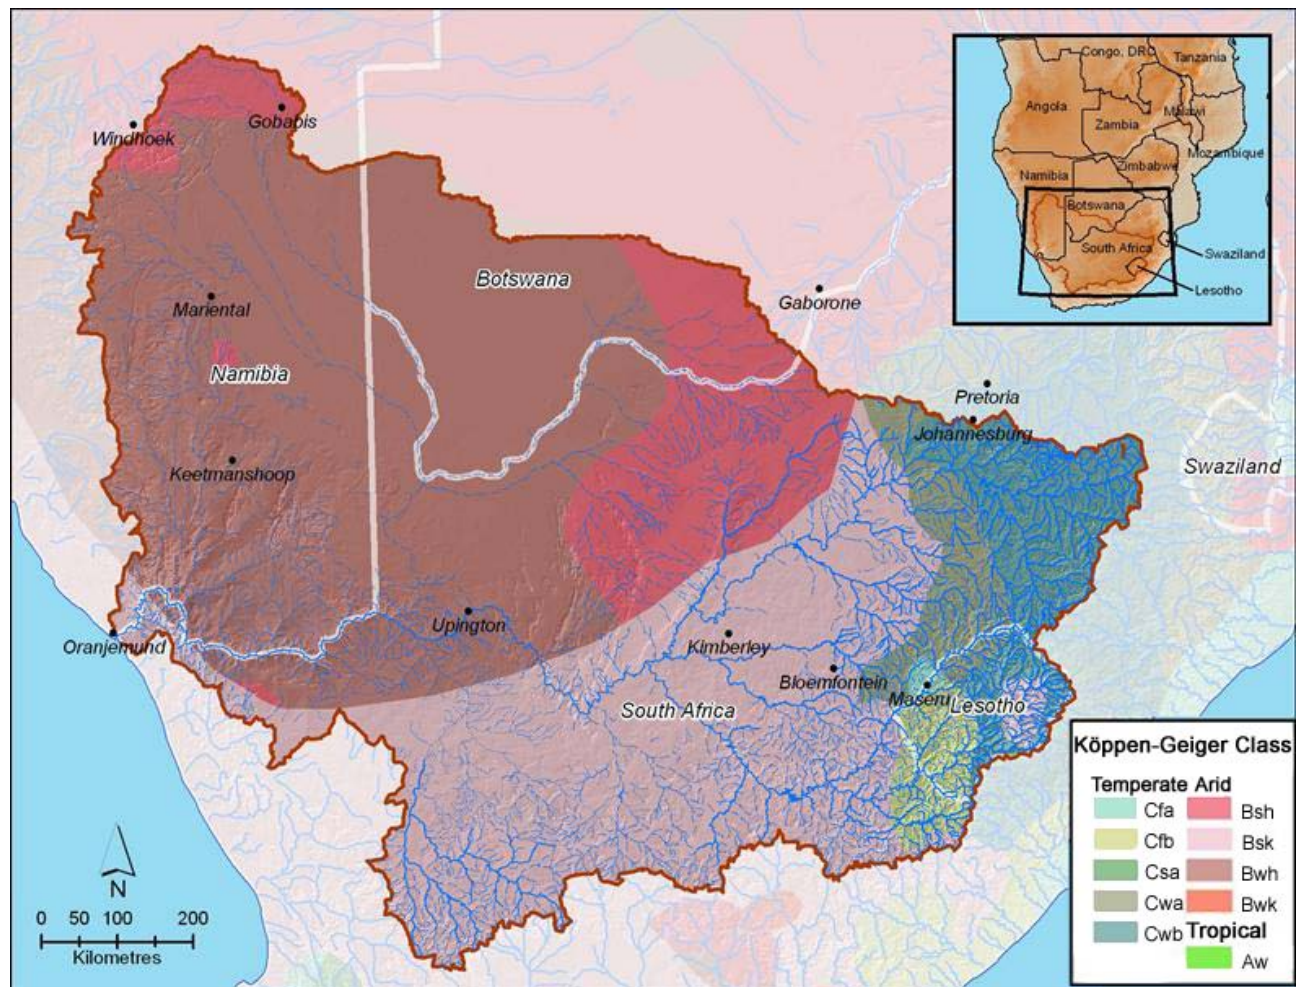 Congo, DRC
Tanzania
Angola
Malawi
Zambia
Mozambique
Zimbabwe
Namibia
Botswana
South Africa
Swaziland
Lesotho
Windhoek
Gobabis
Botswana
Mariental
Gaborone
Namibia
Pretoria
Johannesburg
Keetmanshoop
Swaziland
Upington
Oranjemund
Kimberley
Bloemfontein
Maseru
Lesotho
South Africa
Köppen-Geiger Class
Temperate Arid
Cfa Bsh
Cfb Bsk
Csa Bwh
Cwa Bwk
Cwb Tropical
Aw
N
0 50 100 200
Kilometres